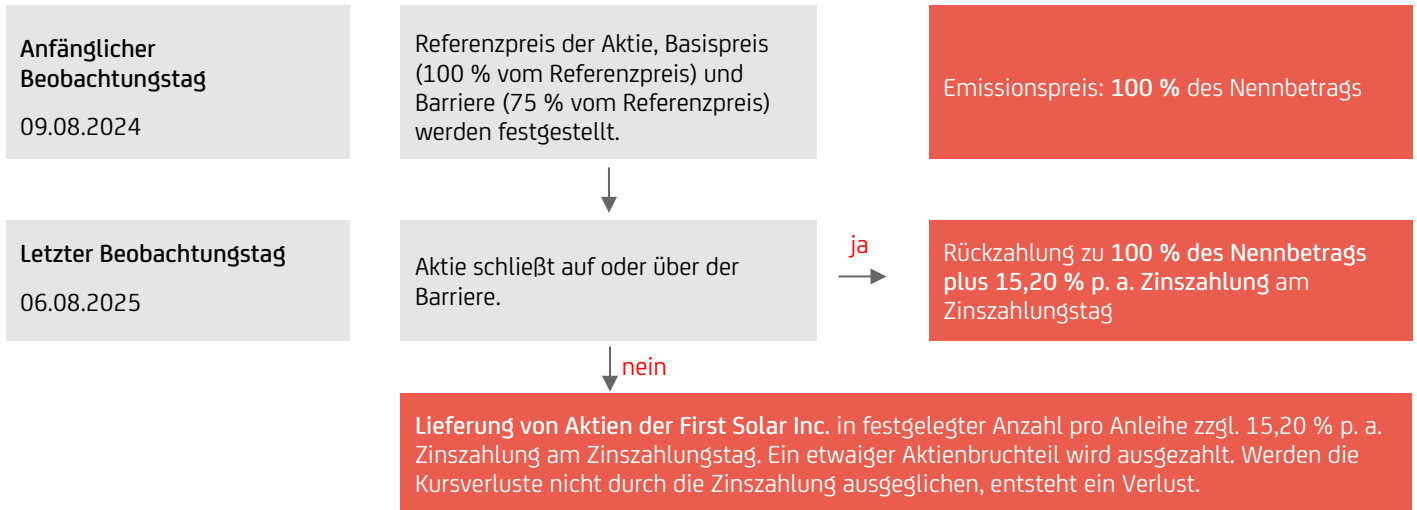 Anfänglicher
Beobachtungstag
09.08.2024
Referenzpreis der Aktie, Basispreis
(100 % vom Referenzpreis) und
Barriere (75 % vom Referenzpreis)
werden festgestellt.
Emissionspreis: 100 % des Nennbetrags
Letzter Beobachtungstag
06.08.2025
Aktie schließt auf oder über der
Barriere.
ja
Rückzahlung zu 100 % des Nennbetrags
plus 15,20 % p. a. Zinszahlung am
Zinszahlungstag
nein
Lieferung von Aktien der First Solar Inc. in festgelegter Anzahl pro Anleihe zzgl. 15,20 % p. a.
Zinszahlung am Zinszahlungstag. Ein etwaiger Aktienbruchteil wird ausgezahlt. Werden die
Kursverluste nicht durch die Zinszahlung ausgeglichen, entsteht ein Verlust.